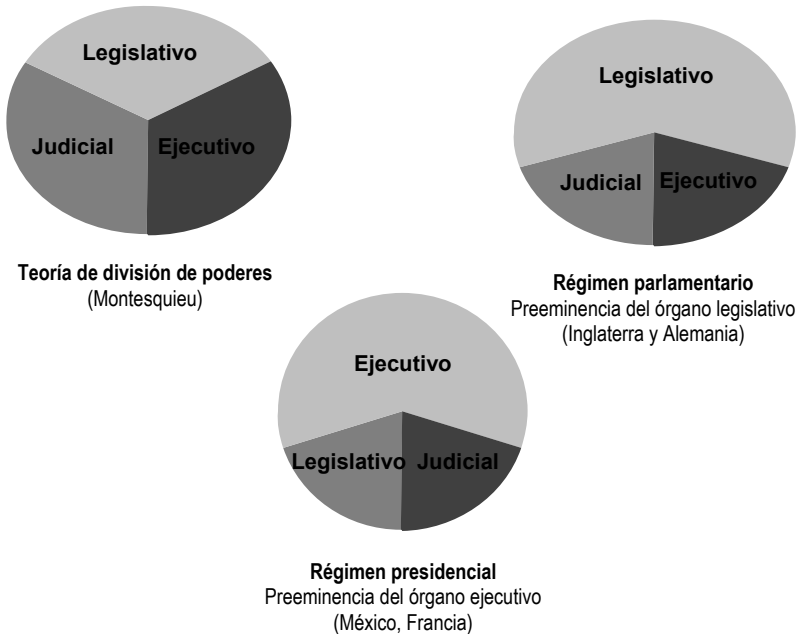 Legislativo
Judicial
Ejecutivo
Teoría de división de poderes
(Montesquieu)
Legislativo
Judicial
Ejecutivo
Régimen parlamentario
Preeminencia del órgano legislativo
(Inglaterra y Alemania)
Ejecutivo
Legislativo
Judicial
Régimen presidencial
Preeminencia del órgano ejecutivo
(México, Francia)